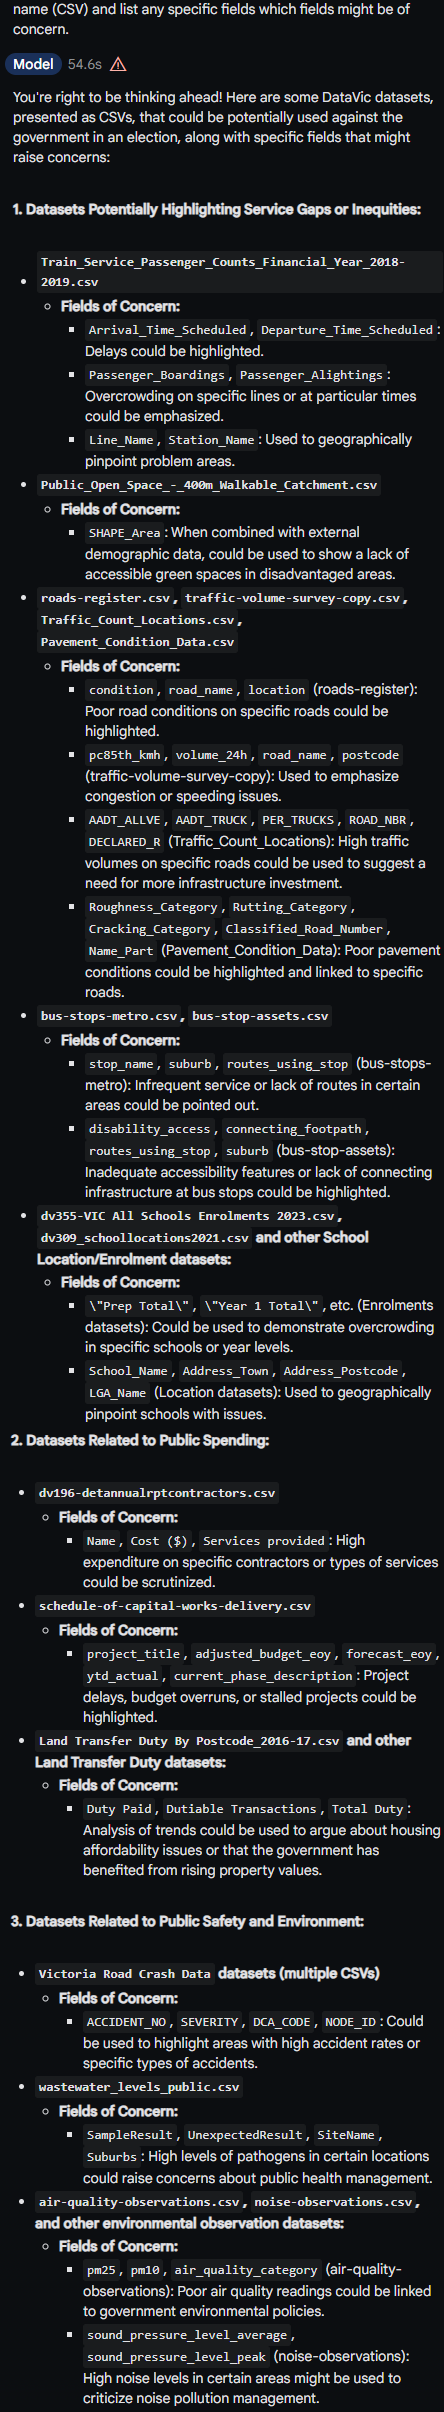 name (CSV) and list any specific fields which fields might be of
concern.
Model 54.6s
You're right to be thinking ahead! Here are some DataVic datasets,
presented as CSVs, that could be potentially used against the
government in an election, along with specific fields that might
raise concerns:
1. Datasets Potentially Highlighting Service Gaps or Inequities:
Train_Service_Passenger_Counts_Financial_Year_2018-
2019.csv
Fields of Concern:
Arrival_Time_Scheduled, Departure_Time_Scheduled:
Delays could be highlighted.
Passenger_Boardings, Passenger_Alightings:
Overcrowding on specific lines or at particular times
could be emphasized.
Line_Name, Station_Name: Used to geographically
pinpoint problem areas.
Public_Open_Space_-_400m_Walkable_Catchment.csv
Fields of Concern:
SHAPE_Area: When combined with external
demographic data, could be used to show a lack of
accessible green spaces in disadvantaged areas.
roads-register.csv, traffic-volume-survey-copy.csv,
Traffic_Count_Locations.csv,
Pavement_Condition_Data.csv
Fields of Concern:
condition, road_name, location (roads-register):
Poor road conditions on specific roads could be
highlighted.
pc85th_kmh, volume_24h, road_name, postcode
(traffic-volume-survey-copy): Used to emphasize
congestion or speeding issues.
AADT_ALLVE, AADT_TRUCK, PER_TRUCKS, ROAD_NBR,
DECLARED_R (Traffic_Count_Locations): High traffic
volumes on specific roads could be used to suggest a
need for more infrastructure investment.
Roughness_Category, Rutting_Category,
Cracking_Category, Classified_Road_Number,
Name_Part (Pavement_Condition_Data): Poor pavement
conditions could be highlighted and linked to specific
roads.
bus-stops-metro.csv, bus-stop-assets.csv
Fields of Concern:
stop_name, suburb, routes_using_stop (bus-stops-
metro): Infrequent service or lack of routes in certain
areas could be pointed out.
disability_access, connecting_footpath,
routes_using_stop, suburb (bus-stop-assets):
Inadequate accessibility features or lack of connecting
infrastructure at bus stops could be highlighted.
dv355-VIC All Schools Enrolments 2023.csv,
dv309_schoollocations2021.csv and other School
Location/Enrolment datasets:
Fields of Concern:
\"Prep Total\", \"Year 1 Total\", etc. (Enrolments
datasets): Could be used to demonstrate overcrowding
in specific schools or year levels.
School_Name, Address_Town, Address_Postcode,
LGA_Name (Location datasets): Used to geographically
pinpoint schools with issues.
2. Datasets Related to Public Spending:
dv196-detannualrptcontractors.csv
Fields of Concern:
Name, Cost ($), Services provided: High
expenditure on specific contractors or types of services
could be scrutinized.
schedule-of-capital-works-delivery.csv
Fields of Concern:
project_title, adjusted_budget_eoy, forecast_eoy,
ytd_actual, current_phase_description: Project
delays, budget overruns, or stalled projects could be
highlighted.
Land Transfer Duty By Postcode_2016-17.csv and other
Land Transfer Duty datasets:
Fields of Concern:
Duty Paid, Dutiable Transactions, Total Duty:
Analysis of trends could be used to argue about housing
affordability issues or that the government has
benefited from rising property values.
3. Datasets Related to Public Safety and Environment:
Victoria Road Crash Data datasets (multiple CSVs)
Fields of Concern:
ACCIDENT_NO, SEVERITY, DCA_CODE, NODE_ID: Could
be used to highlight areas with high accident rates or
specific types of accidents.
wastewater_levels_public.csv
Fields of Concern:
SampleResult, UnexpectedResult, SiteName,
Suburbs: High levels of pathogens in certain locations
could raise concerns about public health management.
air-quality-observations.csv, noise-observations.csv,
and other environmental observation datasets:
Fields of Concern:
pm25, pm10, air_quality_category (air-quality-
observations): Poor air quality readings could be linked
to government environmental policies.
sound_pressure_level_average,
sound_pressure_level_peak (noise-observations):
High noise levels in certain areas might be used to
criticize noise pollution management.